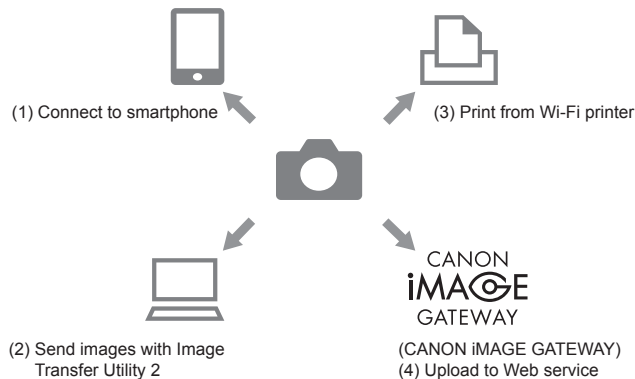 (1) Connect to smartphone
(3) Print from Wi-Fi printer
(2) Send images with Image
Transfer Utility 2
CANON
iMAGE
GATEWAY
(CANON iMAGE GATEWAY)
(4) Upload to Web service